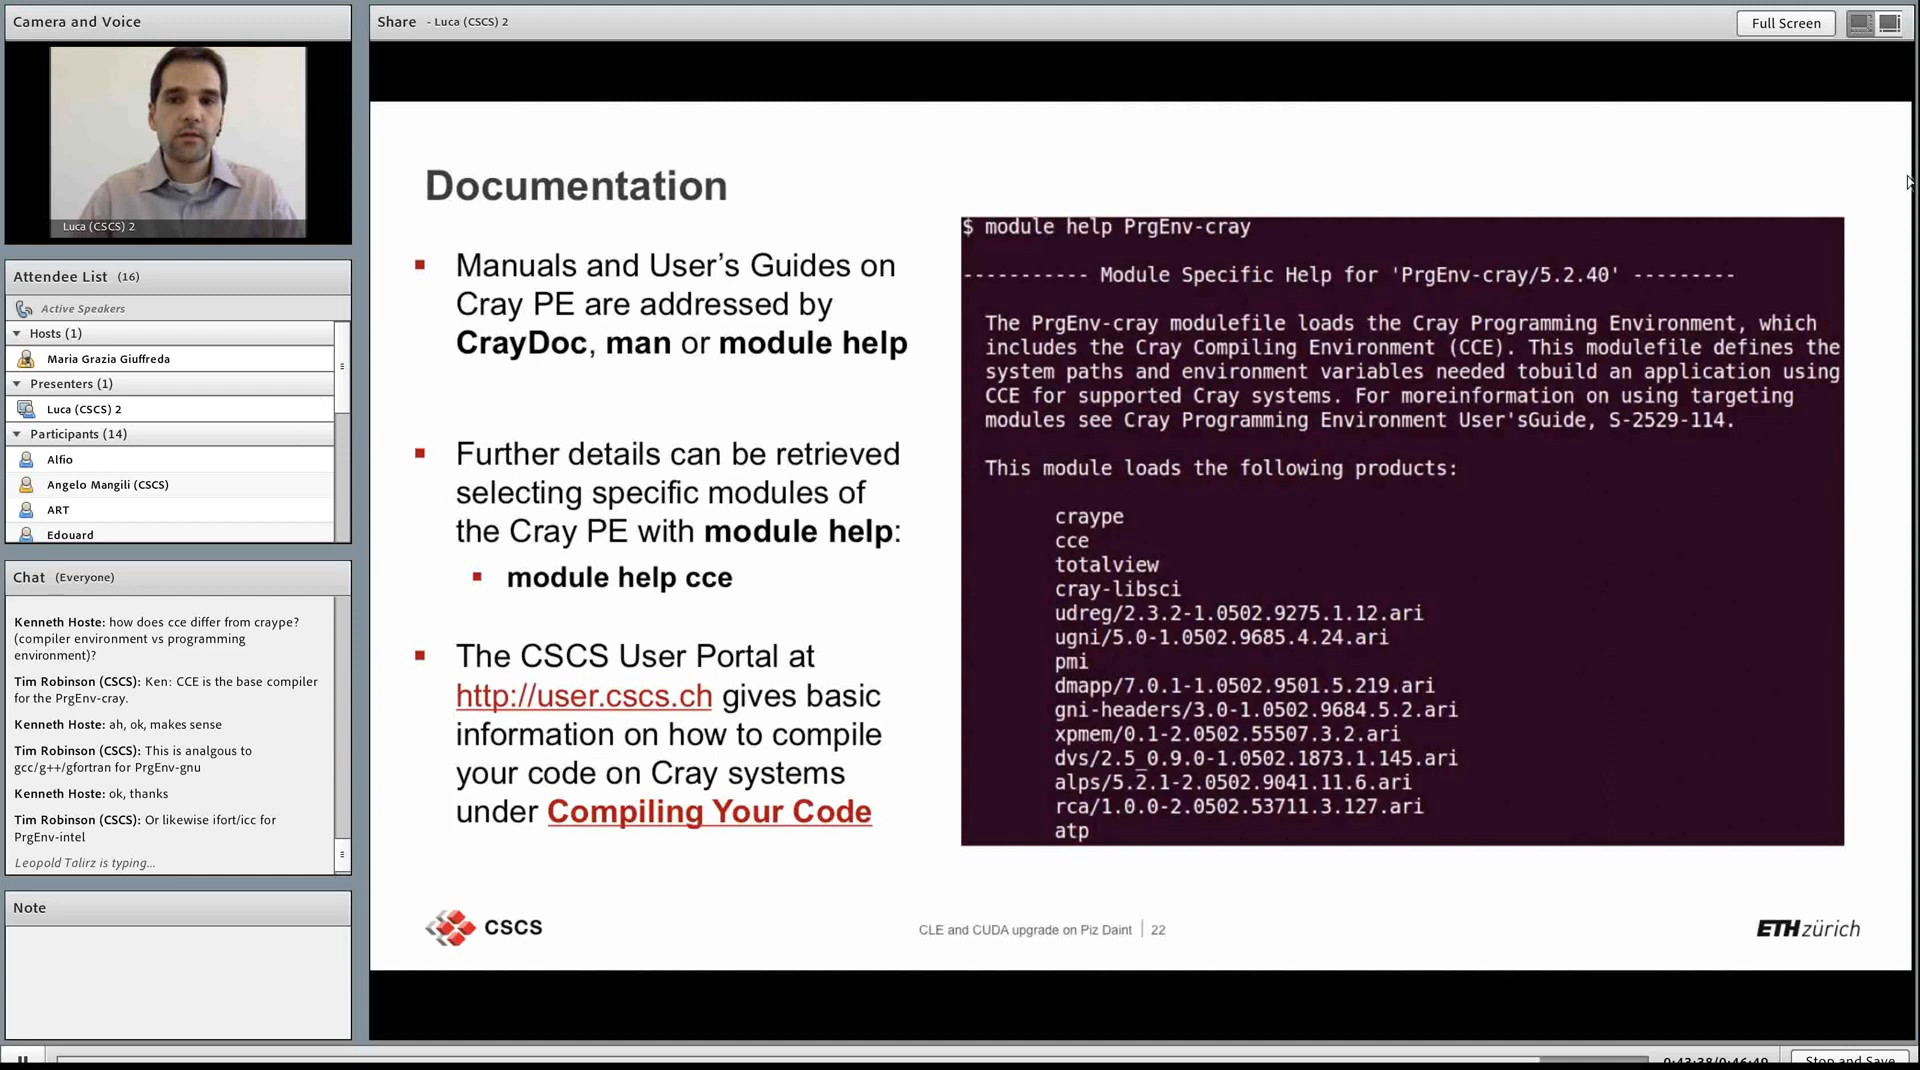 Camera and Voice
Luca (CSCS) 2
Attendee List (16)
Active Speakers
Hosts (1)
Maria Grazia Giuffreda
Presenters (1)
Luca (CSCS) 2
Participants (14)
Alfio
Angelo Mangili (CSCS)
ART
Edouard
Chat (Everyone)
Kenneth Hoste: how does cce differ from craype?
(compiler environment vs programming
environment)?
Tim Robinson (CSCS): Ken: CCE is the base compiler
for the PrgEnv-cray.
Kenneth Hoste: ah, ok, makes sense
Tim Robinson (CSCS): This is analgous to
gcc/g++/gfortran for PrgEnv-gnu
Kenneth Hoste: ok, thanks
Tim Robinson (CSCS): Or likewise ifort/icc for
PrgEnv-intel
Leopold Talirz is typing...
Note
Share - Luca (CSCS) 2
Full Screen
Documentation
▪ Manuals and User’s Guides on
Cray PE are addressed by
CrayDoc, man or module help
▪ Further details can be retrieved
selecting specific modules of
the Cray PE with module help:
▪ module help cce
▪ The CSCS User Portal at
http://user.cscs.ch gives basic
information on how to compile
your code on Cray systems
under Compiling Your Code
$ module help PrgEnv-cray
----------- Module Specific Help for 'PrgEnv-cray/5.2.40' ---------
The PrgEnv-cray modulefile loads the Cray Programming Environment, which
includes the Cray Compiling Environment (CCE). This modulefile defines the
system paths and environment variables needed tobuild an application using
CCE for supported Cray systems. For moreinformation on using targeting
modules see Cray Programming Environment User'sGuide, S-2529-114.
This module loads the following products:
craype
cce
totalview
cray-libsci
udreg/2.3.2-1.0502.9275.1.12.ari
ugni/5.0-1.0502.9685.4.24.ari
pmi
dmapp/7.0.1-1.0502.9501.5.219.ari
gni-headers/3.0-1.0502.9684.5.2.ari
xpmem/0.1-2.0502.55507.3.2.ari
dvs/2.5_0.9.0-1.0502.1873.1.145.ari
alps/5.2.1-2.0502.9041.11.6.ari
rca/1.0.0-2.0502.53711.3.127.ari
atp
CSCS
CLE and CUDA upgrade on Piz Daint | 22
ETH zürich
0:43:38/0:46:49
Stop and Save